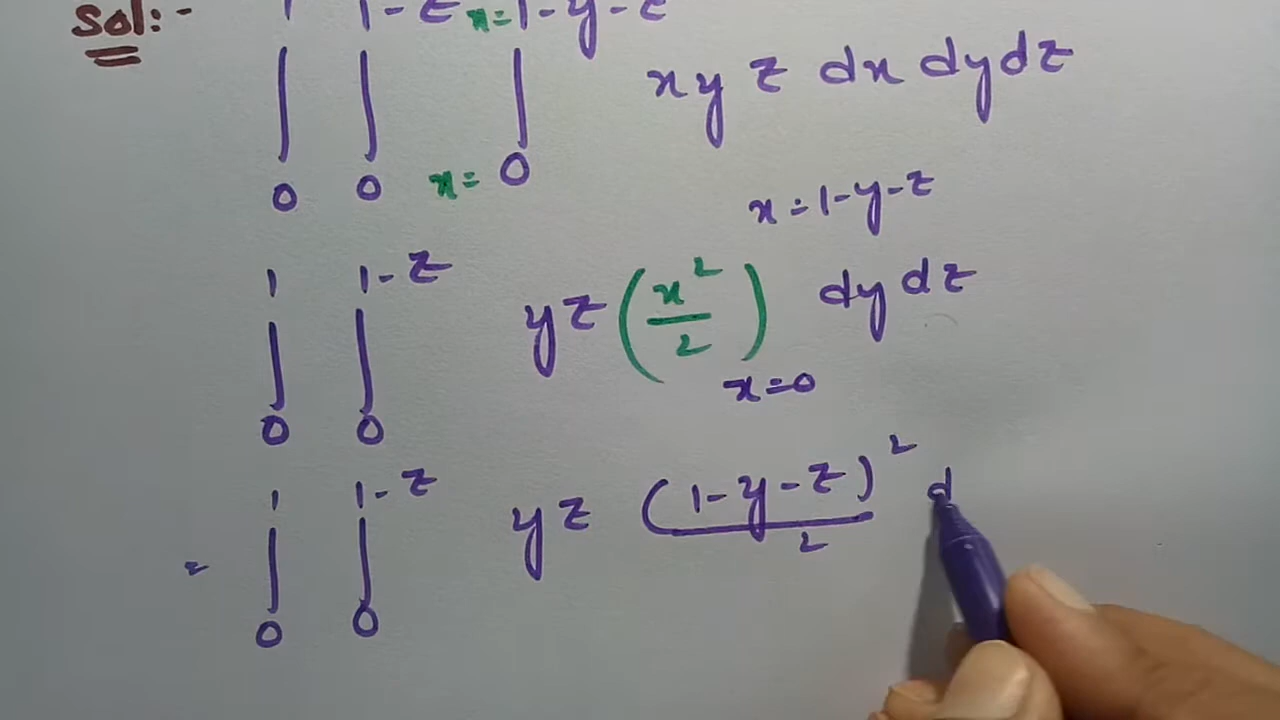 Sol:-
1 1-z x=1-y-z
∫ ∫ ∫ xyz dx dy dz
0 0 x= 0
x=1-y-z
1 1-z
∫ ∫ yz (x²/2) dy dz
0 0 x=0
1 1-z
= ∫ ∫ yz (1-y-z)²/2 d
0 0